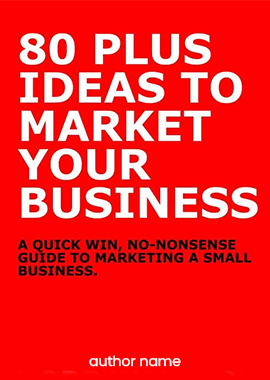 80 PLUS
IDEAS TO
MARKET
YOUR
BUSINESS
A QUICK WIN, NO-NONSENSE
GUIDE TO MARKETING A SMALL
BUSINESS.
author name